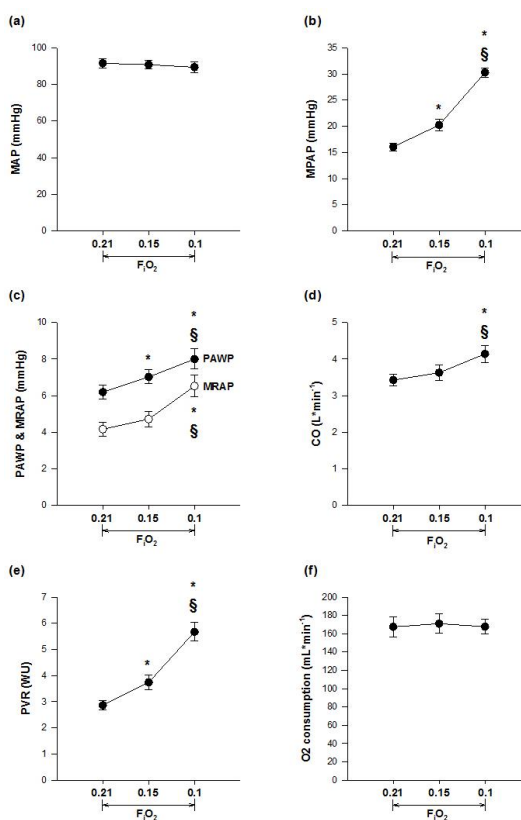 (a)
100
80
60
40
20
0
MAP (mmHg)
0.21 0.15 0.1
FiO2
(b)
35
30
25
20
15
10
5
0
MPAP (mmHg)
*
*
§
0.21 0.15 0.1
FiO2
(c)
10
8
6
4
2
0
PAWP & MRAP (mmHg)
*
*
§
PAWP
MRAP
*
§
0.21 0.15 0.1
FiO2
(d)
5
4
3
2
1
0
CO (L*min⁻¹)
*
§
0.21 0.15 0.1
FiO2
(e)
7
6
5
4
3
2
1
0
PVR (WU)
*
*
§
0.21 0.15 0.1
FiO2
(f)
200
180
160
140
120
100
80
60
40
20
0
O2 consumption (mL*min⁻¹)
0.21 0.15 0.1
FiO2